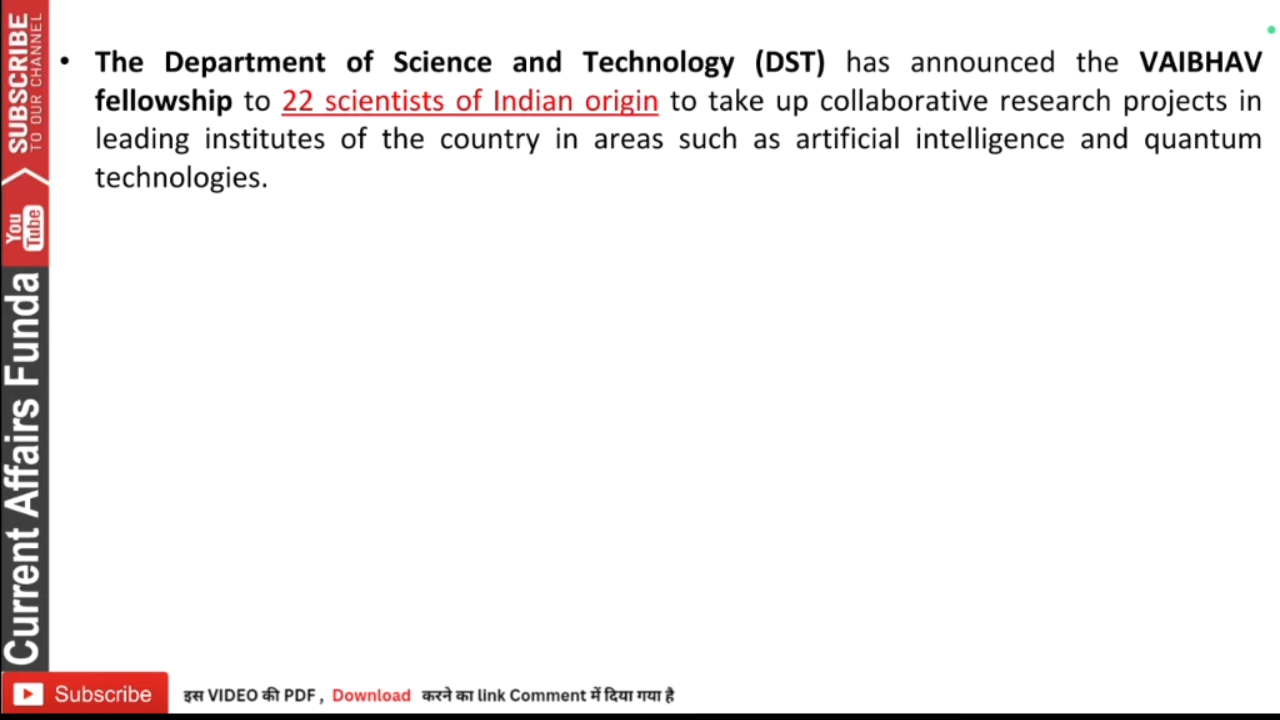 SUBSCRIBE
TO OUR CHANNEL
You
Tube
Current Affairs Funda
• The Department of Science and Technology (DST) has announced the VAIBHAV
fellowship to 22 scientists of Indian origin to take up collaborative research projects in
leading institutes of the country in areas such as artificial intelligence and quantum
technologies.
Subscribe
इस VIDEO की PDF , Download करने का link Comment में दिया गया है